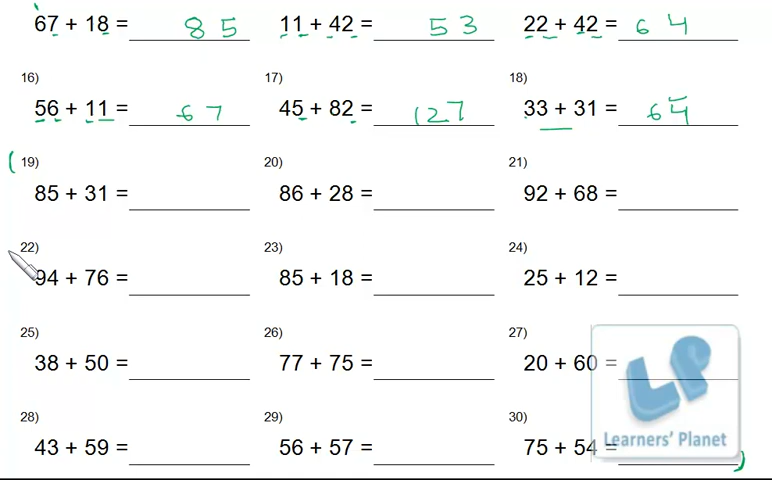 67 + 18 = 85 11 + 42 = 53 22 + 42 = 64
16) 17) 18)
56 + 11 = 67 45 + 82 = 127 33 + 31 = 64
( 19) 20) 21)
85 + 31 = 86 + 28 = 92 + 68 =
22) 23) 24)
94 + 76 = 85 + 18 = 25 + 12 =
25) 26) 27)
38 + 50 = 77 + 75 = 20 + 60 =
28) 29) 30)
43 + 59 = 56 + 57 = 75 + 54 = )
LP
Learners' Planet